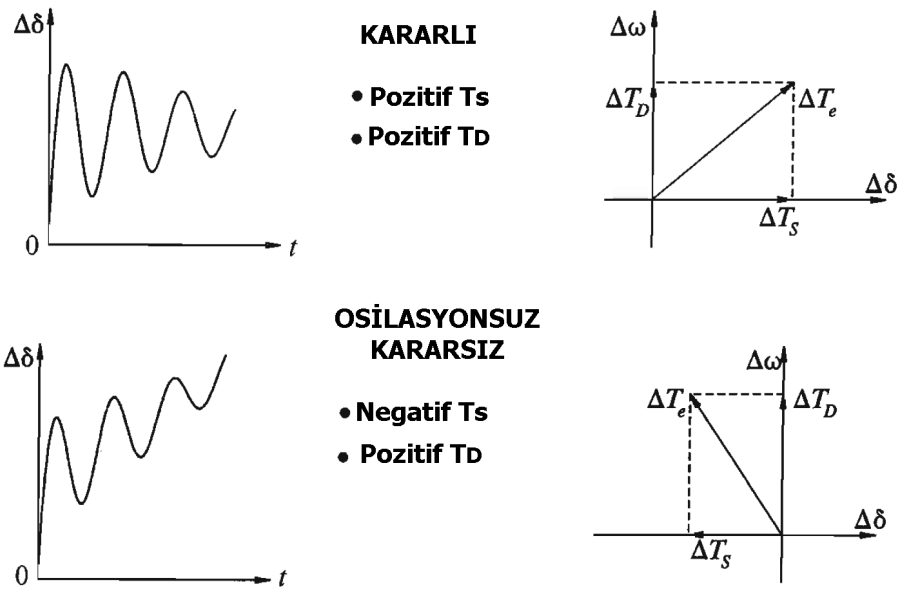 Δδ
0
t
KARARLI
• Pozitif Ts
• Pozitif TD
Δω
ΔT_D
ΔT_e
ΔT_S
Δδ
Δδ
0
t
OSİLASYONSUZ
KARARSIZ
• Negatif Ts
• Pozitif TD
Δω
ΔT_e
ΔT_D
Δδ
ΔT_S